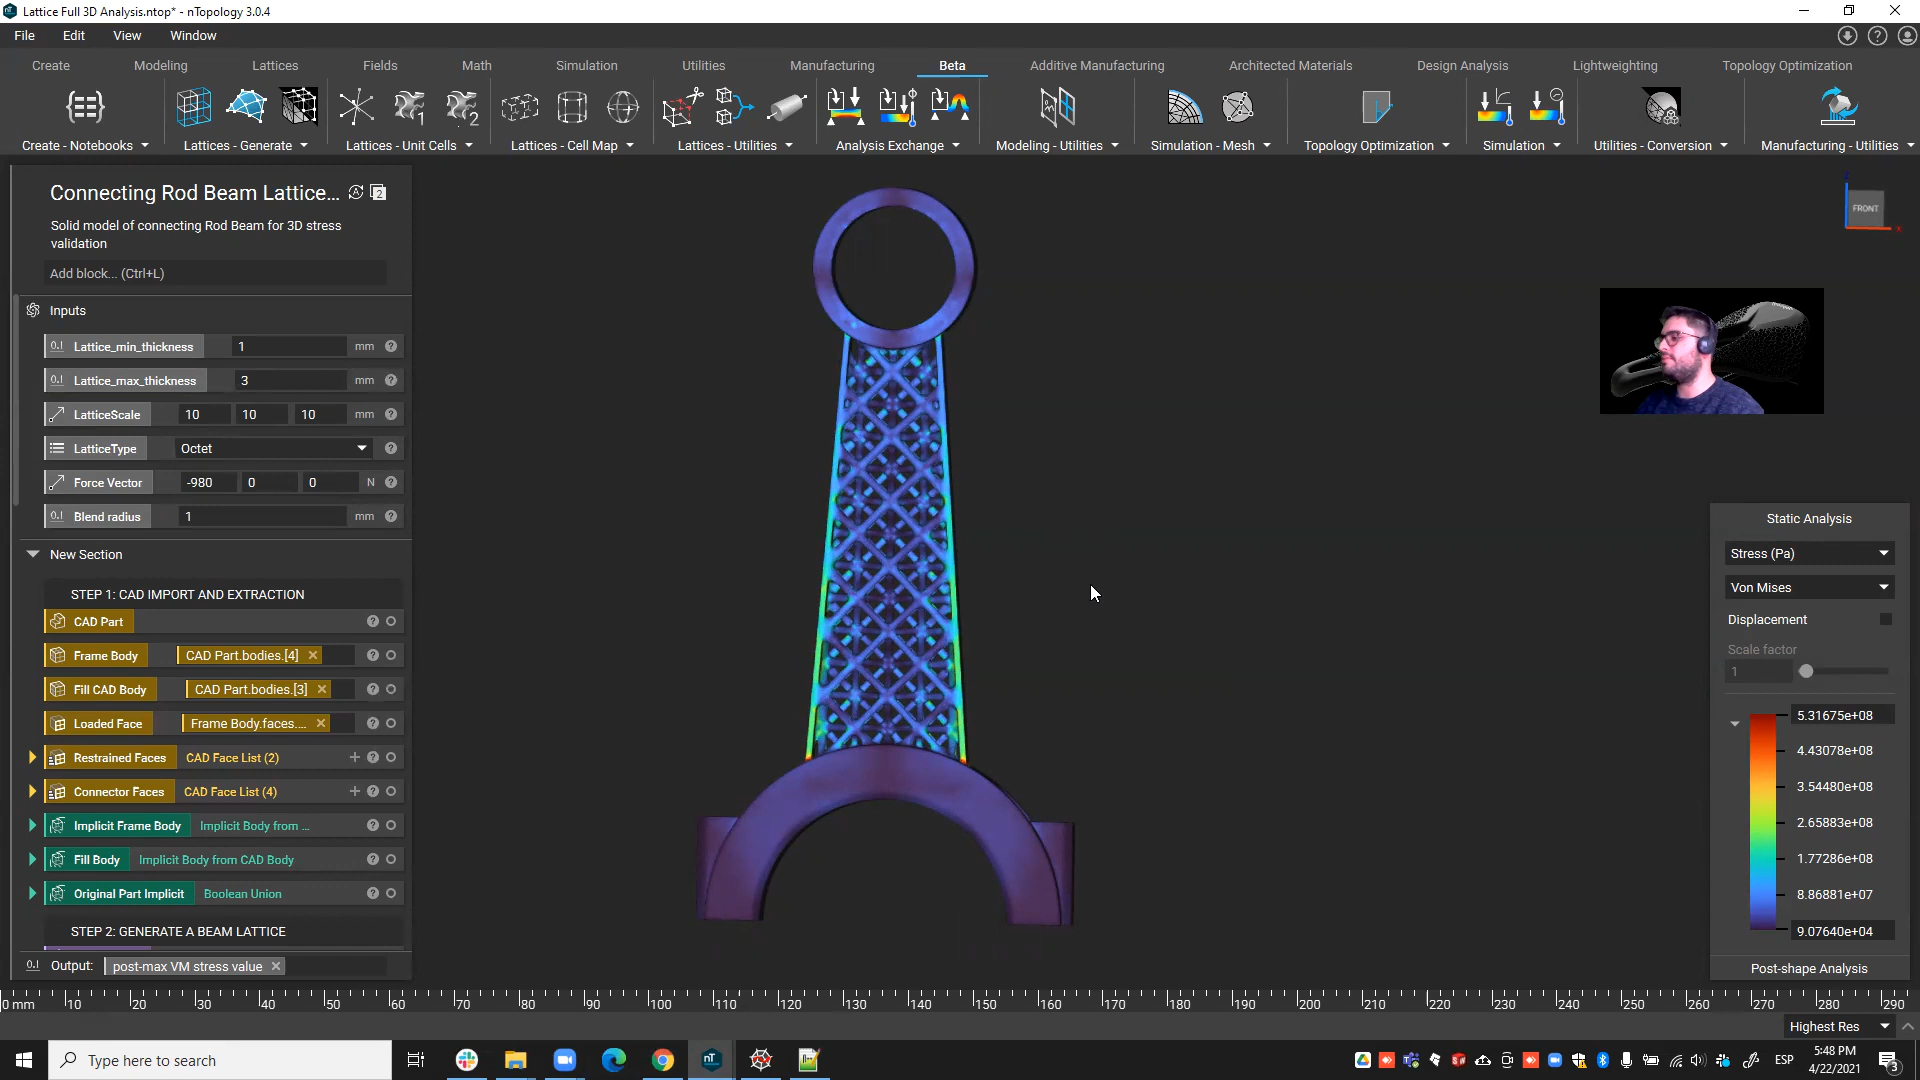 Lattice Full 3D Analysis.ntop* - nTopology 3.0.4
File Edit View Window
Create Modeling Lattices Fields Math Simulation Utilities Manufacturing Beta Additive Manufacturing Architected Materials Design Analysis Lightweighting Topology Optimization
Create - Notebooks Lattices - Generate Lattices - Unit Cells Lattices - Cell Map Lattices - Utilities Analysis Exchange Modeling - Utilities Simulation - Mesh Topology Optimization Simulation Utilities - Conversion Manufacturing - Utilities
Connecting Rod Beam Lattice...
Solid model of connecting Rod Beam for 3D stress
validation
Add block... (Ctrl+L)
Inputs
Lattice_min_thickness 1 mm
Lattice_max_thickness 3 mm
LatticeScale 10 10 10 mm
LatticeType Octet
Force Vector -980 0 0 N
Blend radius 1 mm
New Section
STEP 1: CAD IMPORT AND EXTRACTION
CAD Part
Frame Body CAD Part.bodies.[4]
Fill CAD Body CAD Part.bodies.[3]
Loaded Face Frame Body.faces....
Restrained Faces CAD Face List (2)
Connector Faces CAD Face List (4)
Implicit Frame Body Implicit Body from ...
Fill Body Implicit Body from CAD Body
Original Part Implicit Boolean Union
STEP 2: GENERATE A BEAM LATTICE
Output: post-max VM stress value
FRONT
Static Analysis
Stress (Pa)
Von Mises
Displacement
Scale factor
1
5.31675e+08
4.43078e+08
3.54480e+08
2.65883e+08
1.77286e+08
8.86881e+07
9.07640e+04
Post-shape Analysis
0 mm 10 20 30 40 50 60 70 80 90 100 110 120 130 140 150 160 170 180 190 200 210 220 230 240 250 260 270 280 290
Highest Res
Type here to search
nT
ESP
5:48 PM
4/22/2021
3